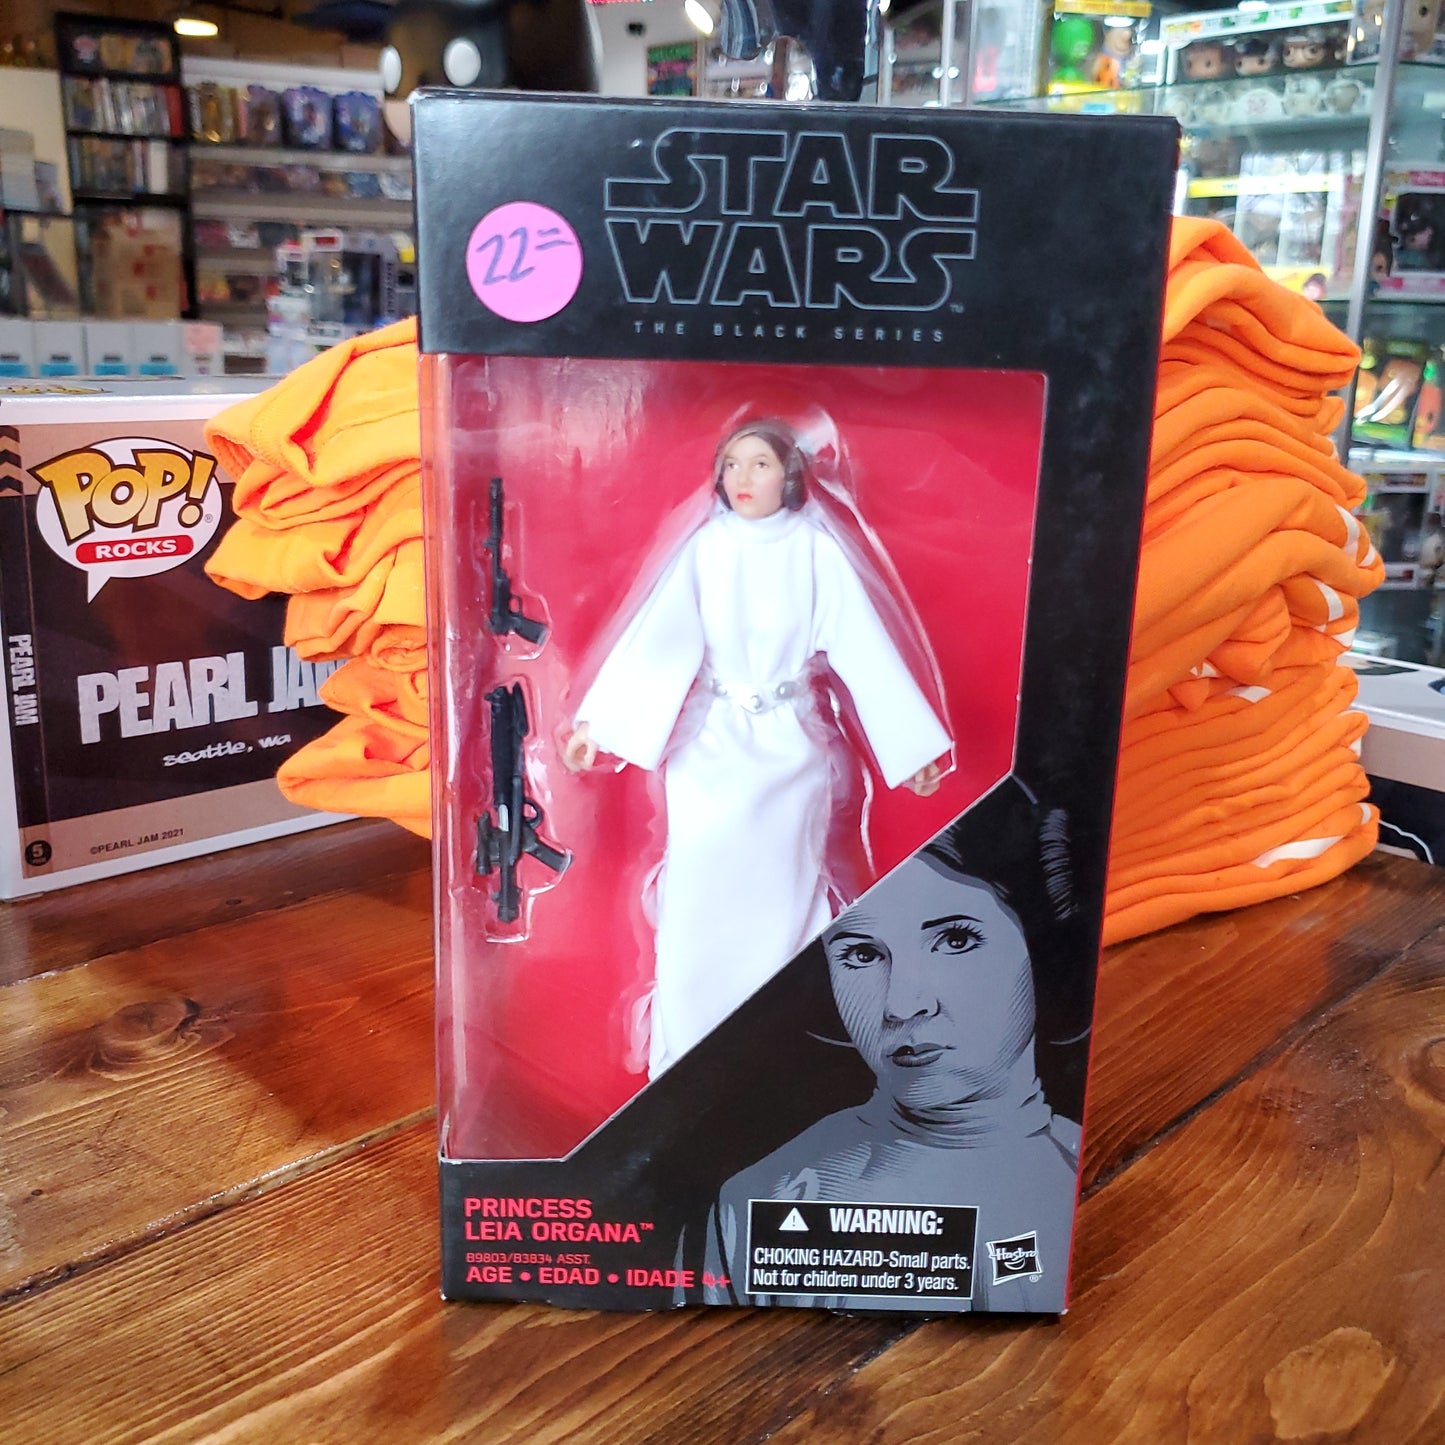 STAR
WARS
THE BLACK SERIES
22=
PRINCESS
LEIA ORGANA™
B9803/B3834 ASST.
AGE • EDAD • IDADE 4+
WARNING:
CHOKING HAZARD-Small parts.
Not for children under 3 years.
Hasbro
®
POP!
®
ROCKS
PEARL JAM
PEARL JAM
seattle, wa
5
©PEARL JAM 2021